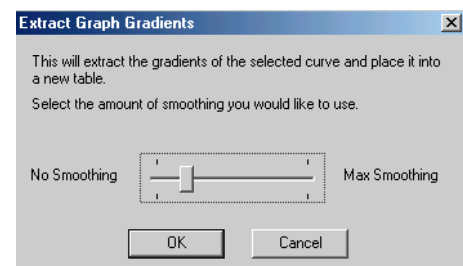 Extract Graph Gradients
This will extract the gradients of the selected curve and place it into
a new table.
Select the amount of smoothing you would like to use.
No Smoothing Max Smoothing
OK Cancel